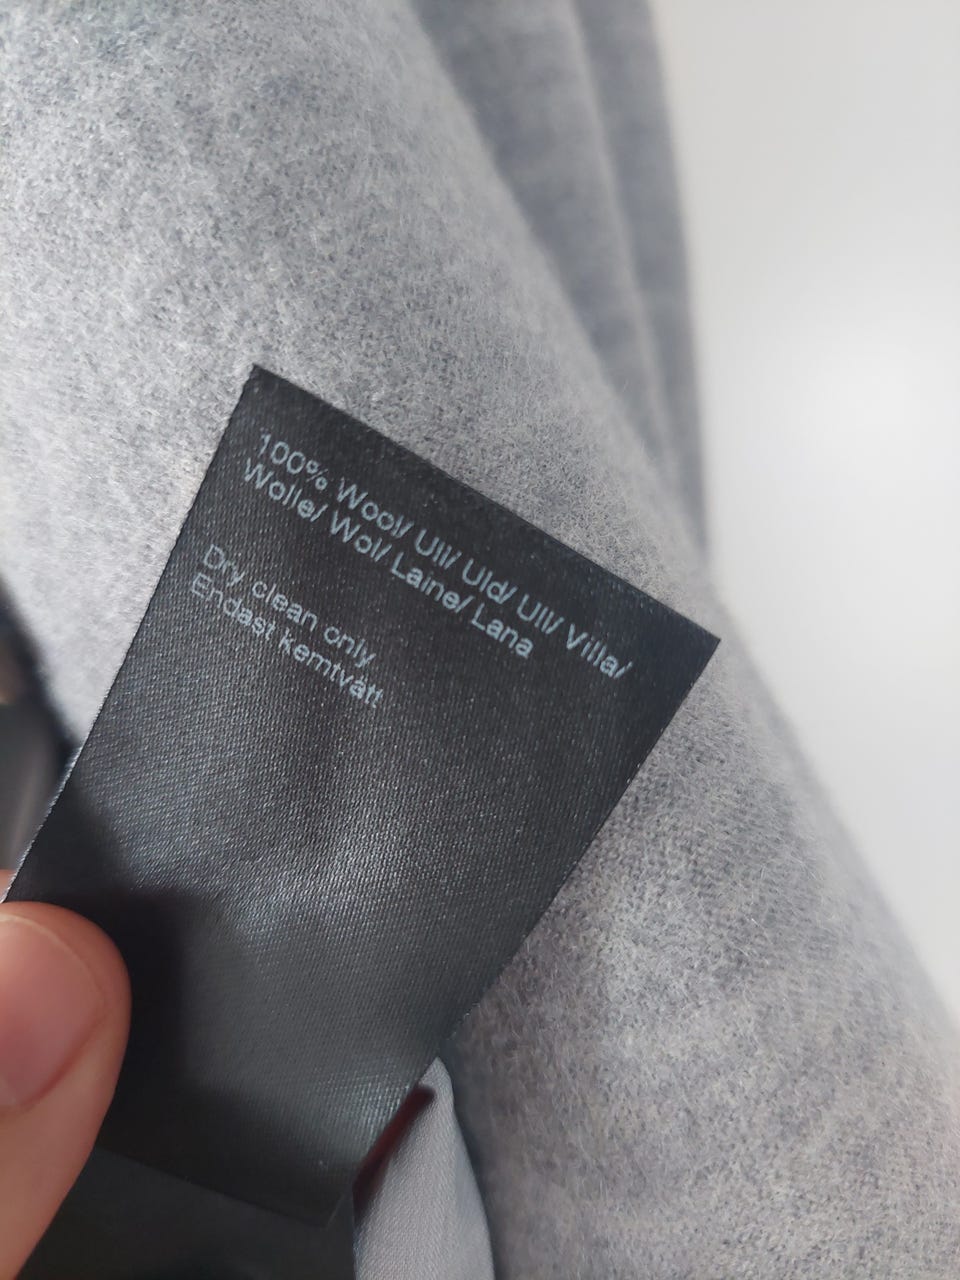 100% Wool/ Ull/ Uld/ Ull/ Villa/
Wolle/ Wol/ Laine/ Lana
Dry clean only
Endast kemtvätt